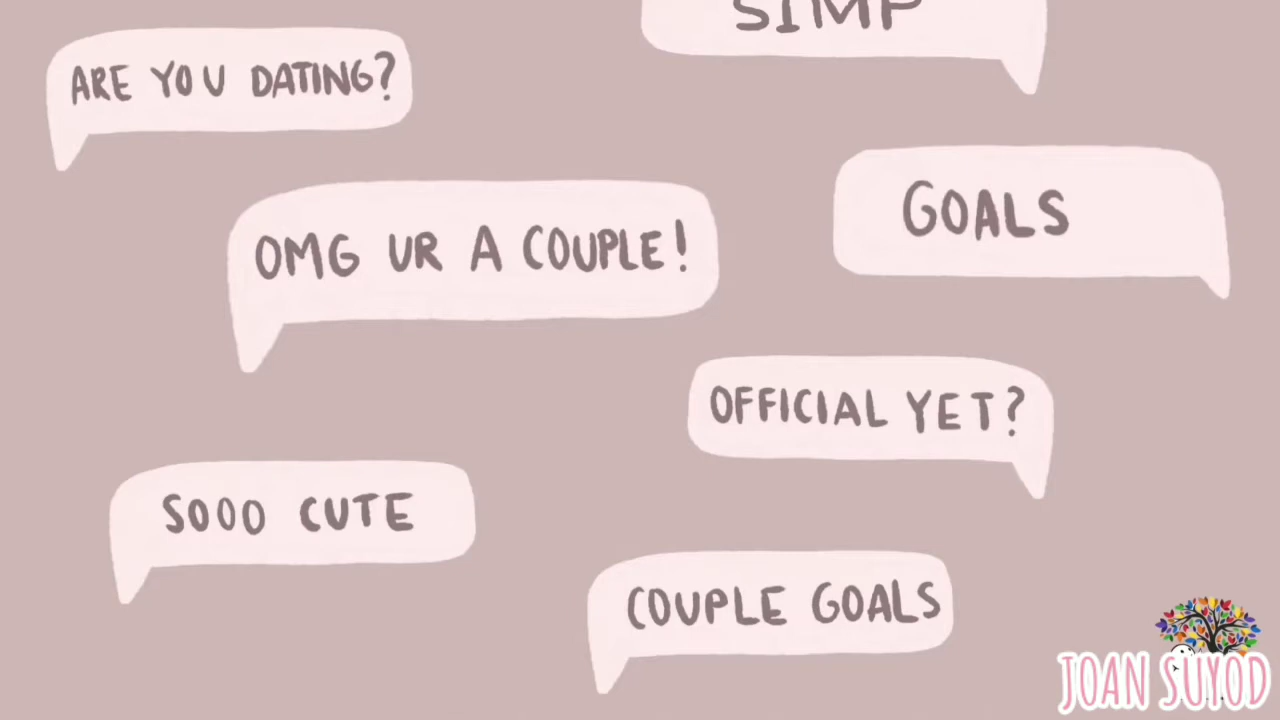 SIMP
ARE YOU DATING?
GOALS
OMG UR A COUPLE!
OFFICIAL YET?
SOOO CUTE
COUPLE GOALS
JOAN SUYOD